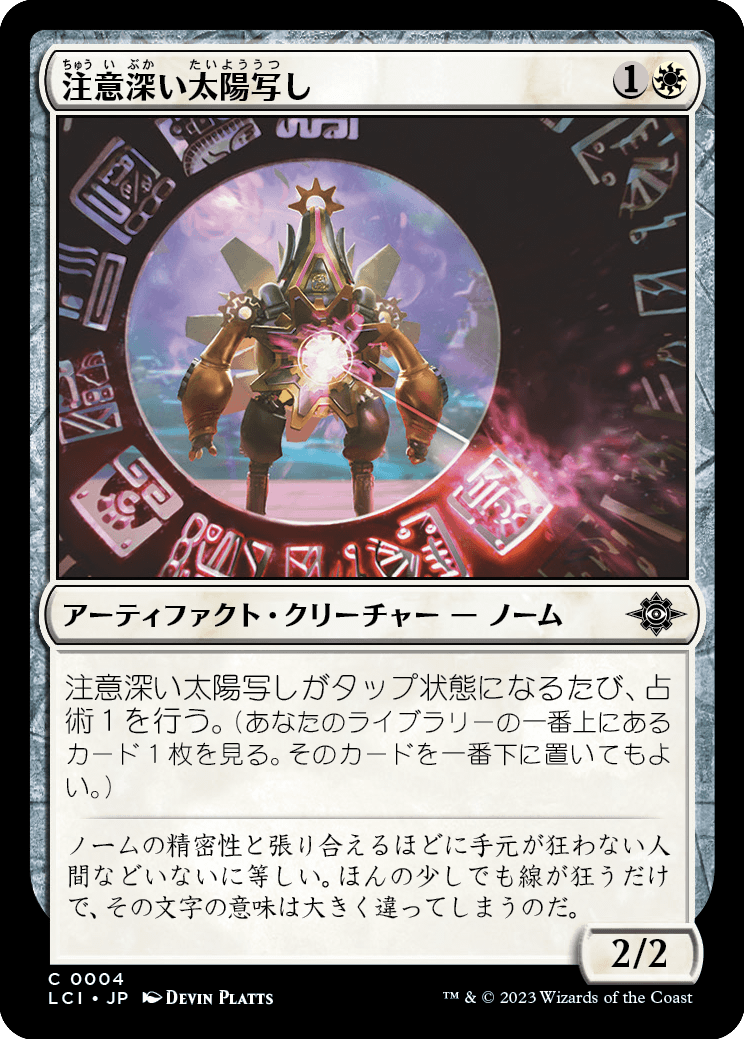 ちゅういぶか たいよううつ
注意深い太陽写し
1
アーティファクト・クリーチャー — ノーム
注意深い太陽写しがタップ状態になるたび、占
術1を行う。(あなたのライブラリーの一番上にある
カード1枚を見る。そのカードを一番下に置いてもよ
い。)
ノームの精密性と張り合えるほどに手元が狂わない人
間などいないに等しい。ほんの少しでも線が狂うだけ
で、その文字の意味は大きく違ってしまうのだ。
2/2
C 0004
LCI • JP DEVIN PLATTS
™ & © 2023 Wizards of the Coast